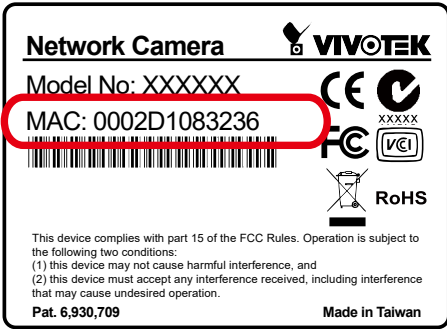 Network Camera
VIVOTEK
Model No: XXXXXX
MAC: 0002D1083236
CE
XXXXX
FC
VCI
RoHS
This device complies with part 15 of the FCC Rules. Operation is subject to
the following two conditions:
(1) this device may not cause harmful interference, and
(2) this device must accept any interference received, including interference
that may cause undesired operation.
Pat. 6,930,709
Made in Taiwan